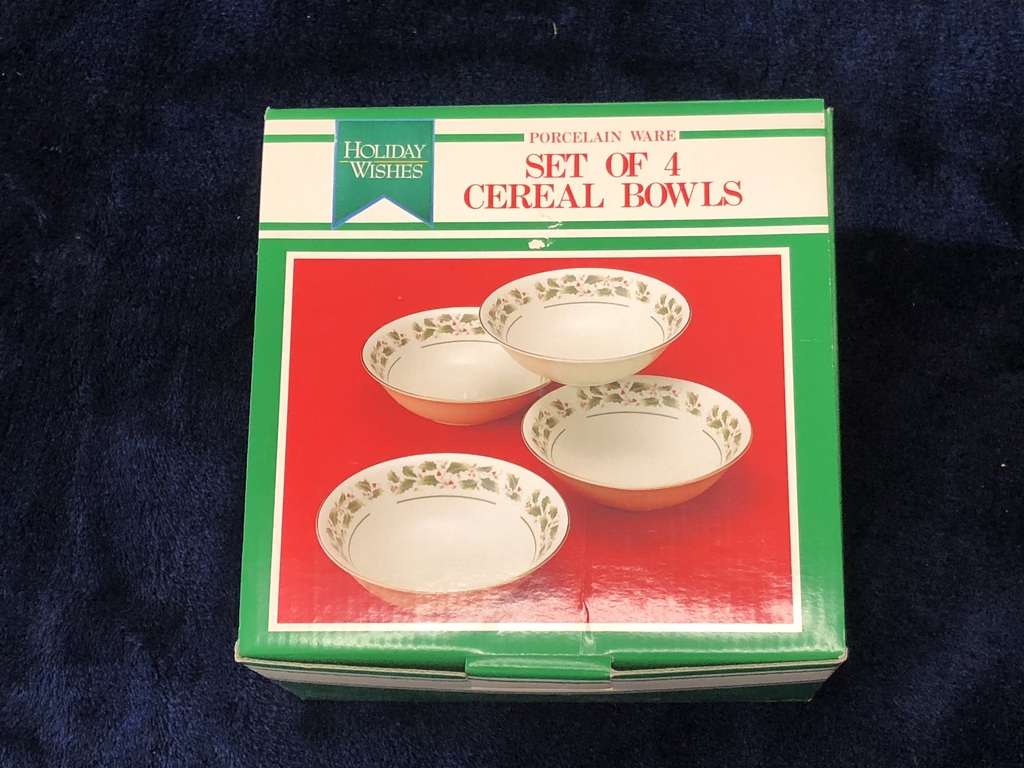 HOLIDAY
WISHES
PORCELAIN WARE
SET OF 4
CEREAL BOWLS